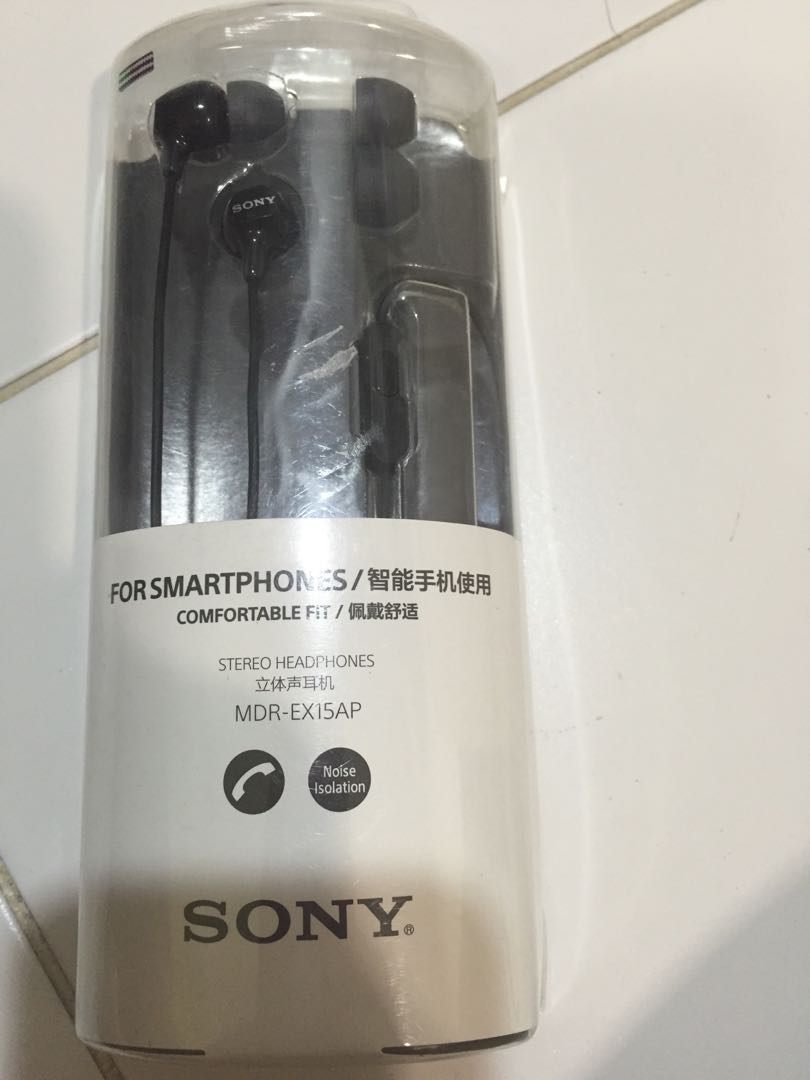 SONY
FOR SMARTPHONES / 智能手机使用
COMFORTABLE FIT / 佩戴舒适
STEREO HEADPHONES
立体声耳机
MDR-EX15AP
Noise
Isolation
SONY®